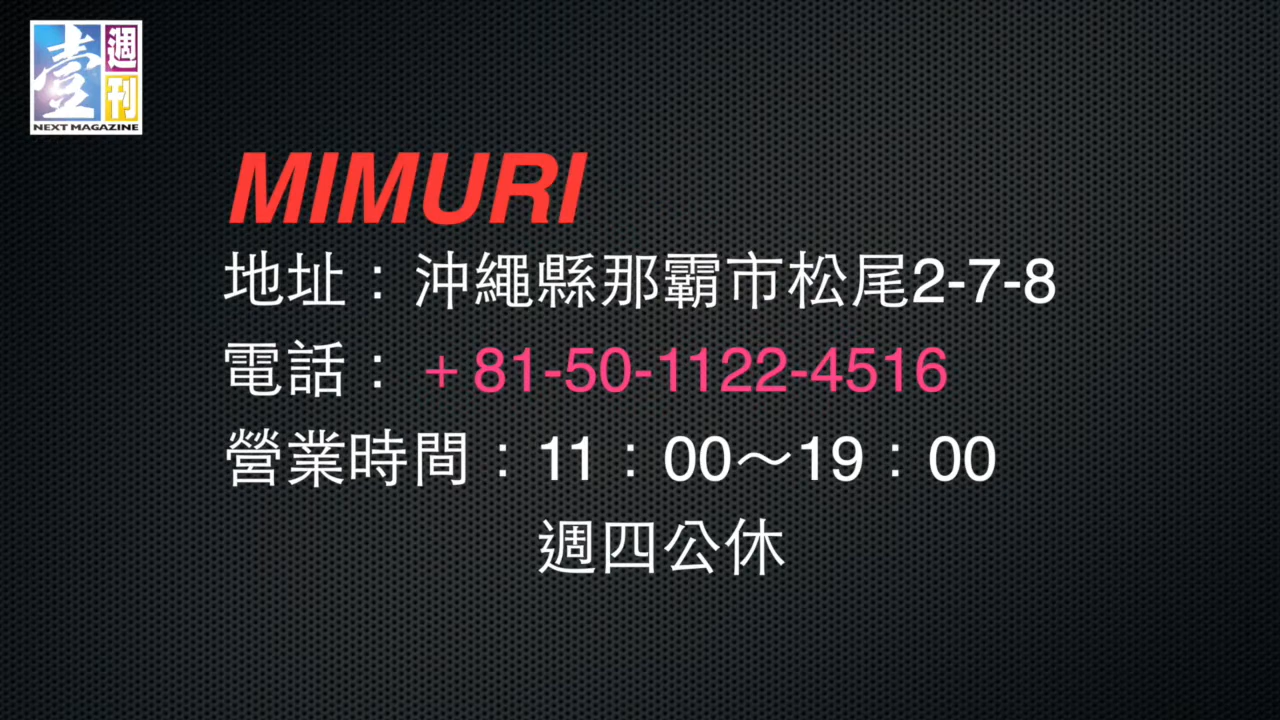 壹週刊
NEXT MAGAZINE
MIMURI
地址：沖繩縣那霸市松尾2-7-8
電話：＋81-50-1122-4516
營業時間：11：00～19：00
週四公休